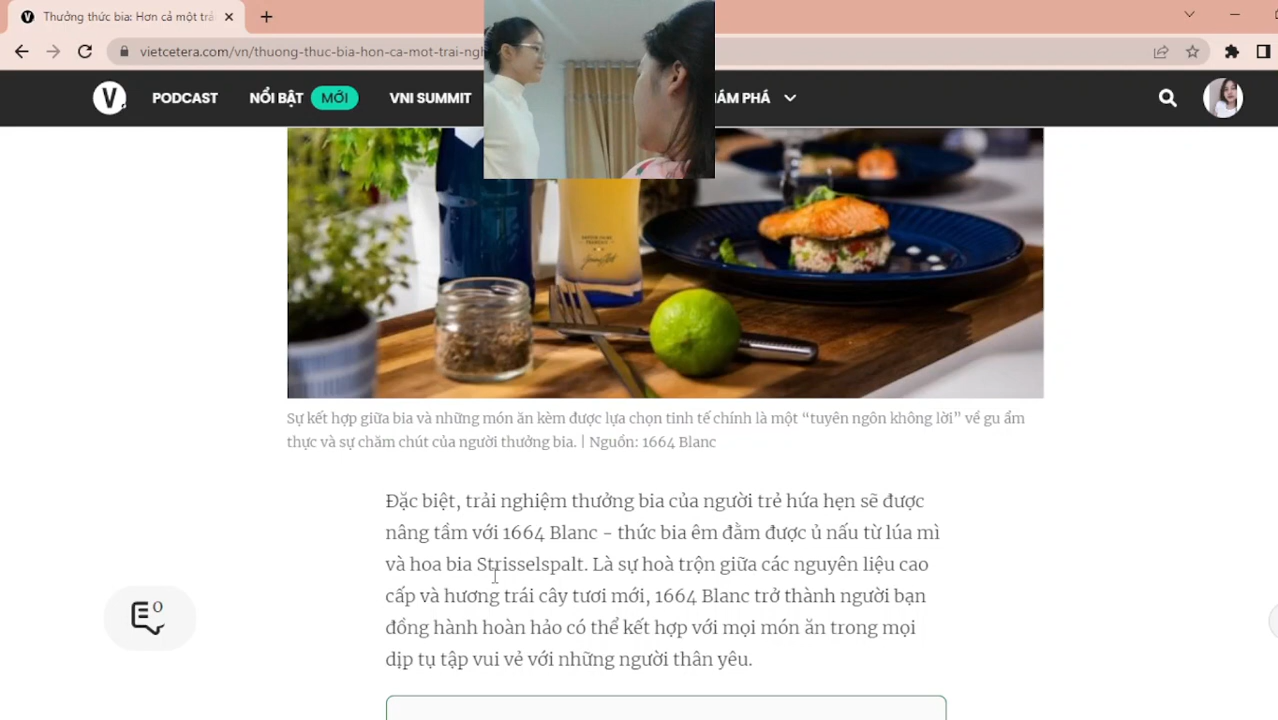 Thưởng thức bia: Hơn cả một trả
vietcetera.com/vn/thuong-thuc-bia-hon-ca-mot-trai-ngh
V.
PODCAST NỔI BẬT MỚI VNI SUMMIT
Sự kết hợp giữa bia và những món ăn kèm được lựa chọn tinh tế chính là một “tuyên ngôn không lời” về gu ẩm
thực và sự chăm chút của người thưởng bia. | Nguồn: 1664 Blanc
Đặc biệt, trải nghiệm thưởng bia của người trẻ hứa hẹn sẽ được
nâng tầm với 1664 Blanc - thức bia êm đằm được ủ nấu từ lúa mì
và hoa bia Strisselspalt. Là sự hoà trộn giữa các nguyên liệu cao
cấp và hương trái cây tươi mới, 1664 Blanc trở thành người bạn
đồng hành hoàn hảo có thể kết hợp với mọi món ăn trong mọi
dịp tụ tập vui vẻ với những người thân yêu.
0